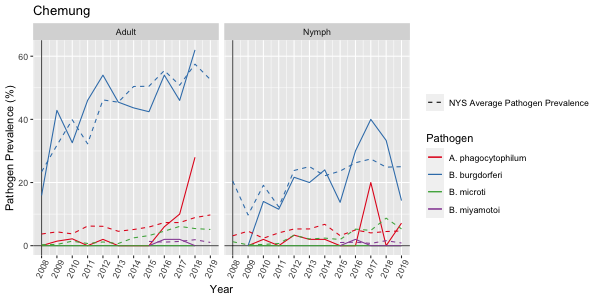 Chemung
Adult
Nymph
Pathogen Prevalence (%)
60
40
20
0
2008 2009 2010 2011 2012 2013 2014 2015 2016 2017 2018 2019
2008 2009 2010 2011 2012 2013 2014 2015 2016 2017 2018 2019
Year
NYS Average Pathogen Prevalence
Pathogen
A. phagocytophilum
B. burgdorferi
B. microti
B. miyamotoi